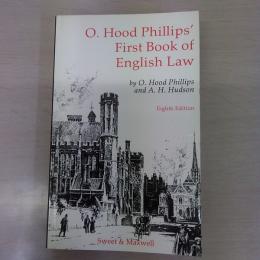 O. Hood Phillips'
First Book of
English Law
by O. Hood Phillips
and A. H. Hudson
Eighth Edition
Sweet & Maxwell